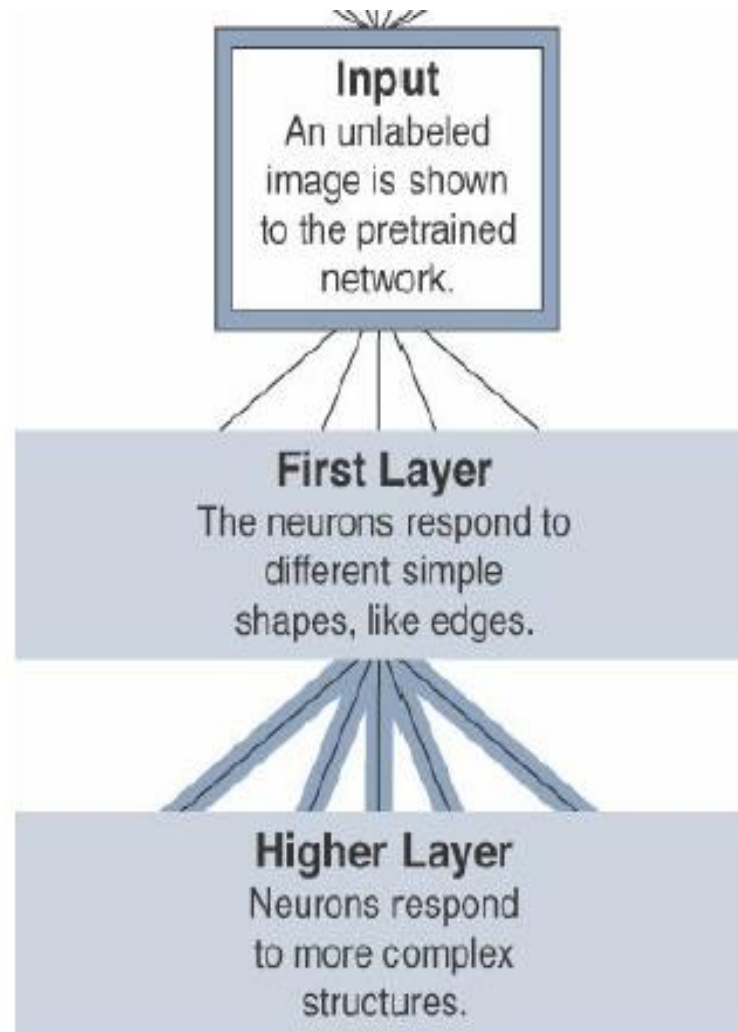 Input
An unlabeled
image is shown
to the pretrained
network.
First Layer
The neurons respond to
different simple
shapes, like edges.
Higher Layer
Neurons respond
to more complex
structures.